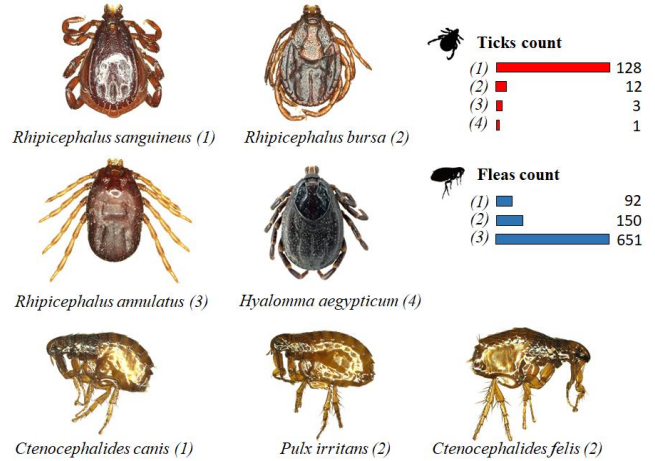 Ticks count
(1) 128
(2) 12
(3) 3
(4) 1
Rhipicephalus sanguineus (1)
Rhipicephalus bursa (2)
Fleas count
(1) 92
(2) 150
(3) 651
Rhipicephalus annulatus (3)
Hyalomma aegypticum (4)
Ctenocephalides canis (1)
Pulx irritans (2)
Ctenocephalides felis (2)